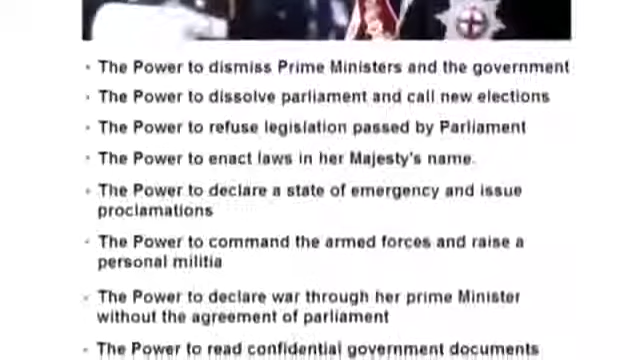 · The Power to dismiss Prime Ministers and the government
· The Power to dissolve parliament and call new elections
· The Power to refuse legislation passed by Parliament
· The Power to enact laws in her Majesty's name.
· The Power to declare a state of emergency and issue
proclamations
· The Power to command the armed forces and raise a
personal militia
· The Power to declare war through her prime Minister
without the agreement of parliament
· The Power to read confidential government documents